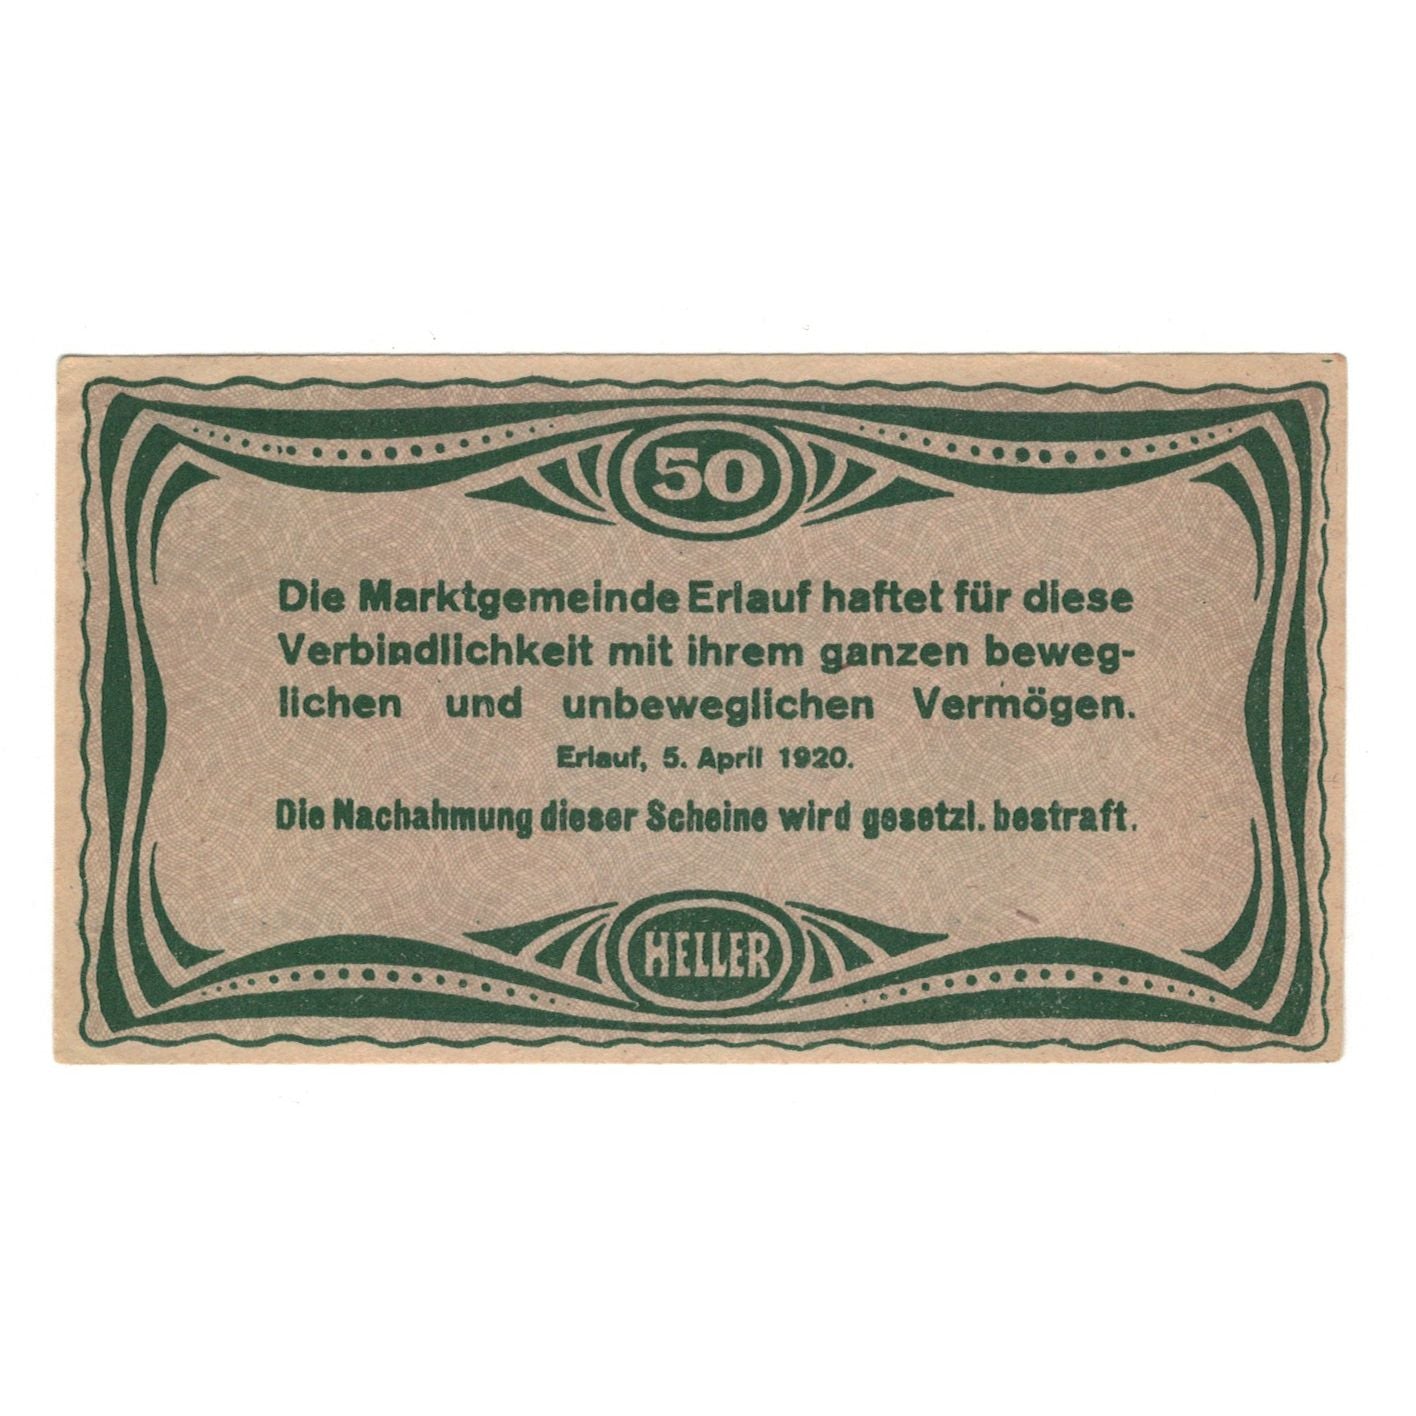 50
Die Marktgemeinde Erlauf haftet für diese
Verbindlichkeit mit ihrem ganzen beweg-
lichen und unbeweglichen Vermögen.
Erlauf, 5. April 1920.
Die Nachahmung dieser Scheine wird gesetzl. bestraft.
HELLER